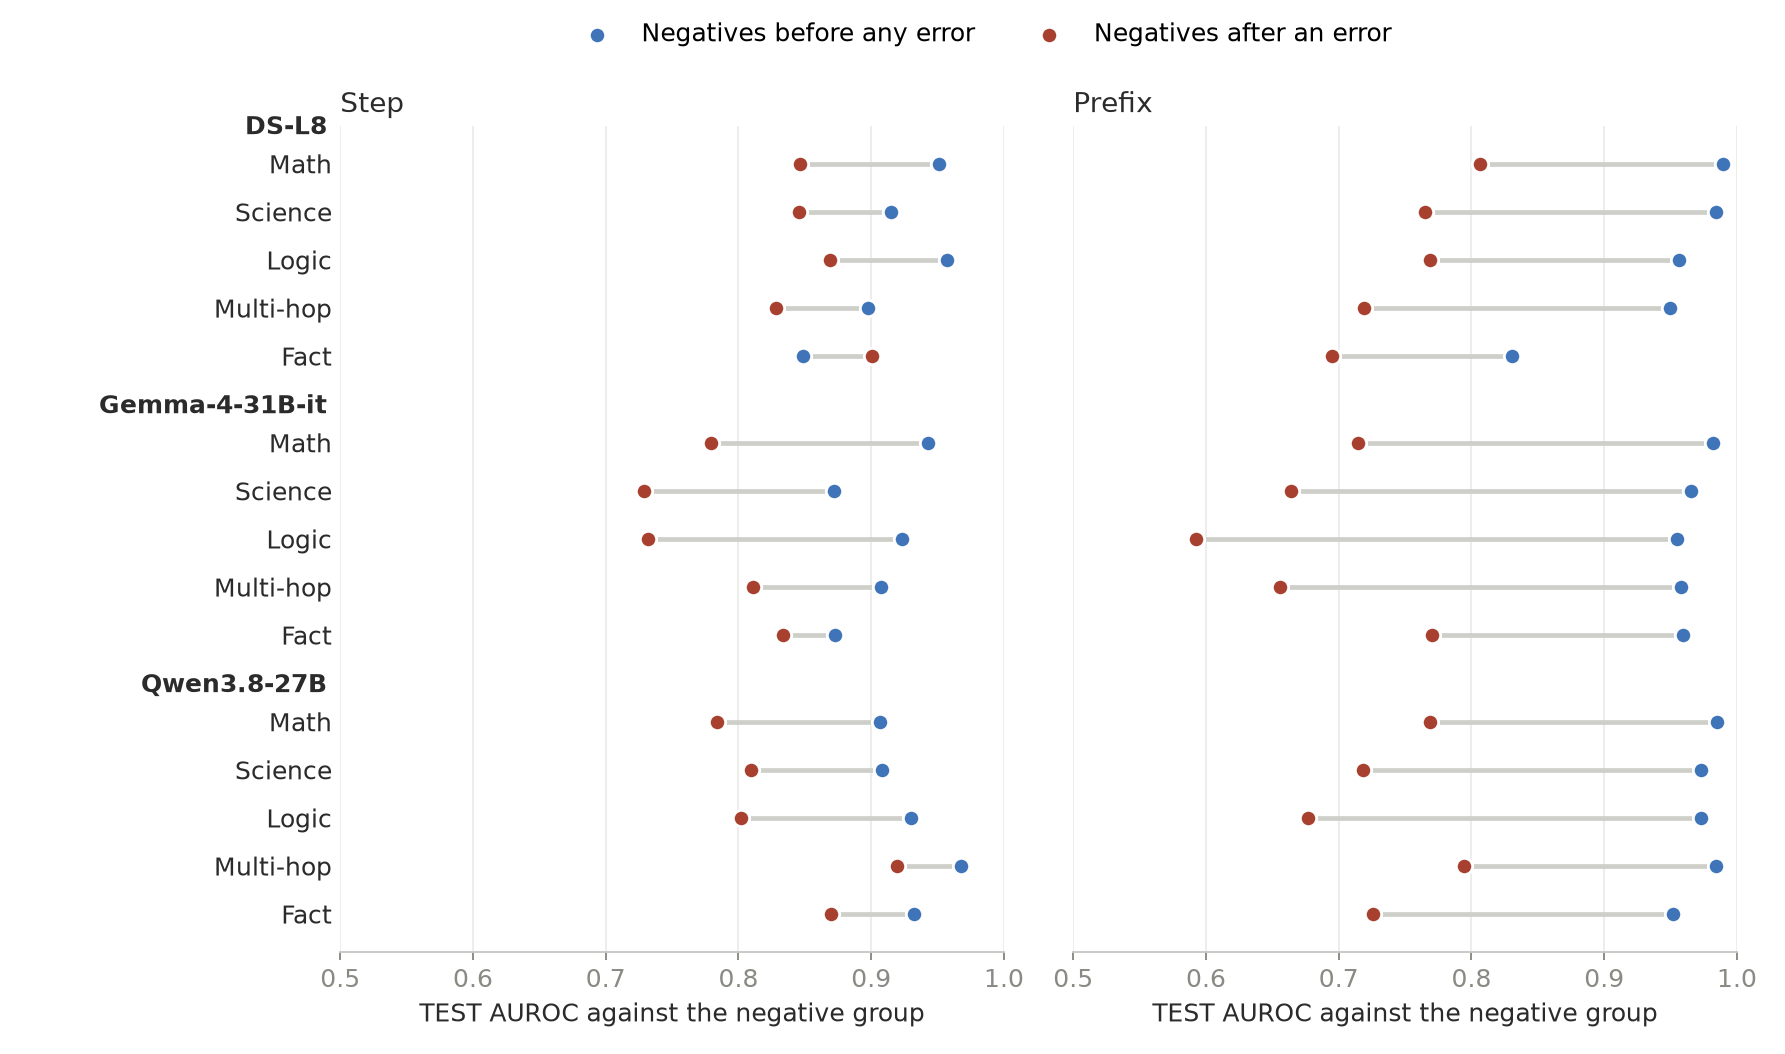 Negatives before any error
Negatives after an error
Step
Prefix
DS-L8
Math
Science
Logic
Multi-hop
Fact
Gemma-4-31B-it
Math
Science
Logic
Multi-hop
Fact
Qwen3.8-27B
Math
Science
Logic
Multi-hop
Fact
0.5 0.6 0.7 0.8 0.9 1.0
0.5 0.6 0.7 0.8 0.9 1.0
TEST AUROC against the negative group
TEST AUROC against the negative group